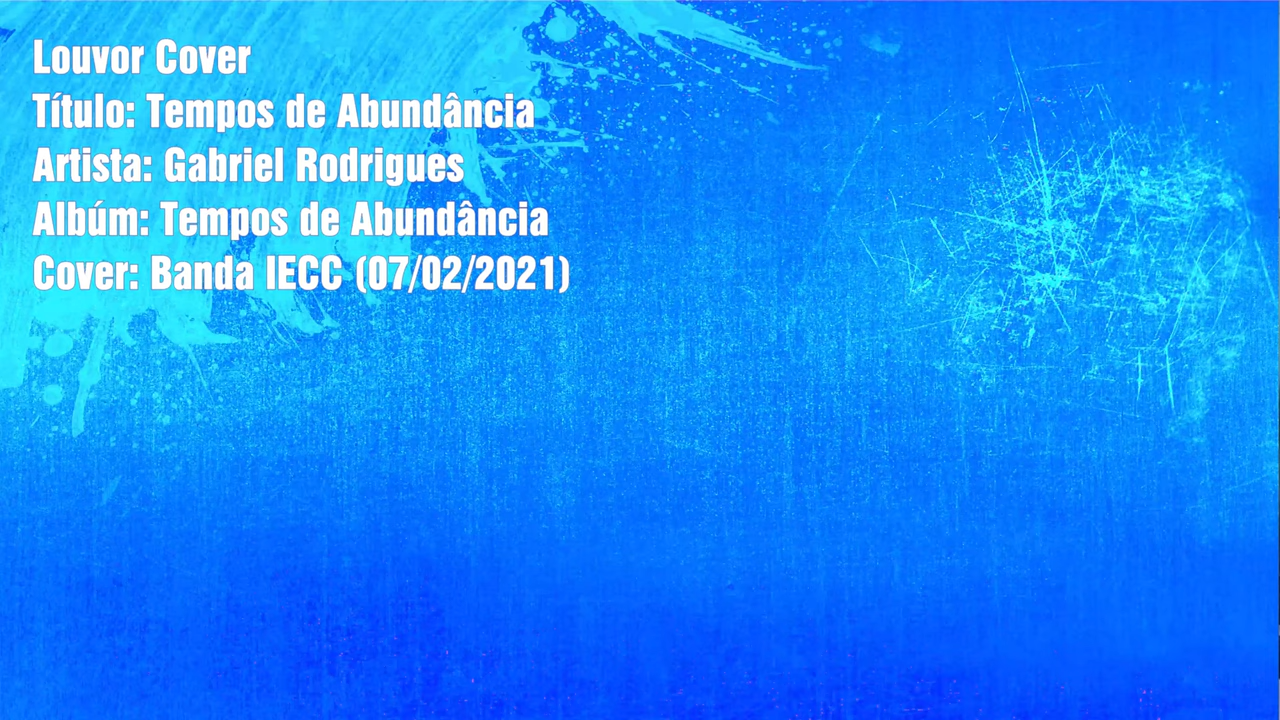 Louvor Cover
Título: Tempos de Abundância
Artista: Gabriel Rodrigues
Albúm: Tempos de Abundância
Cover: Banda IECC (07/02/2021)